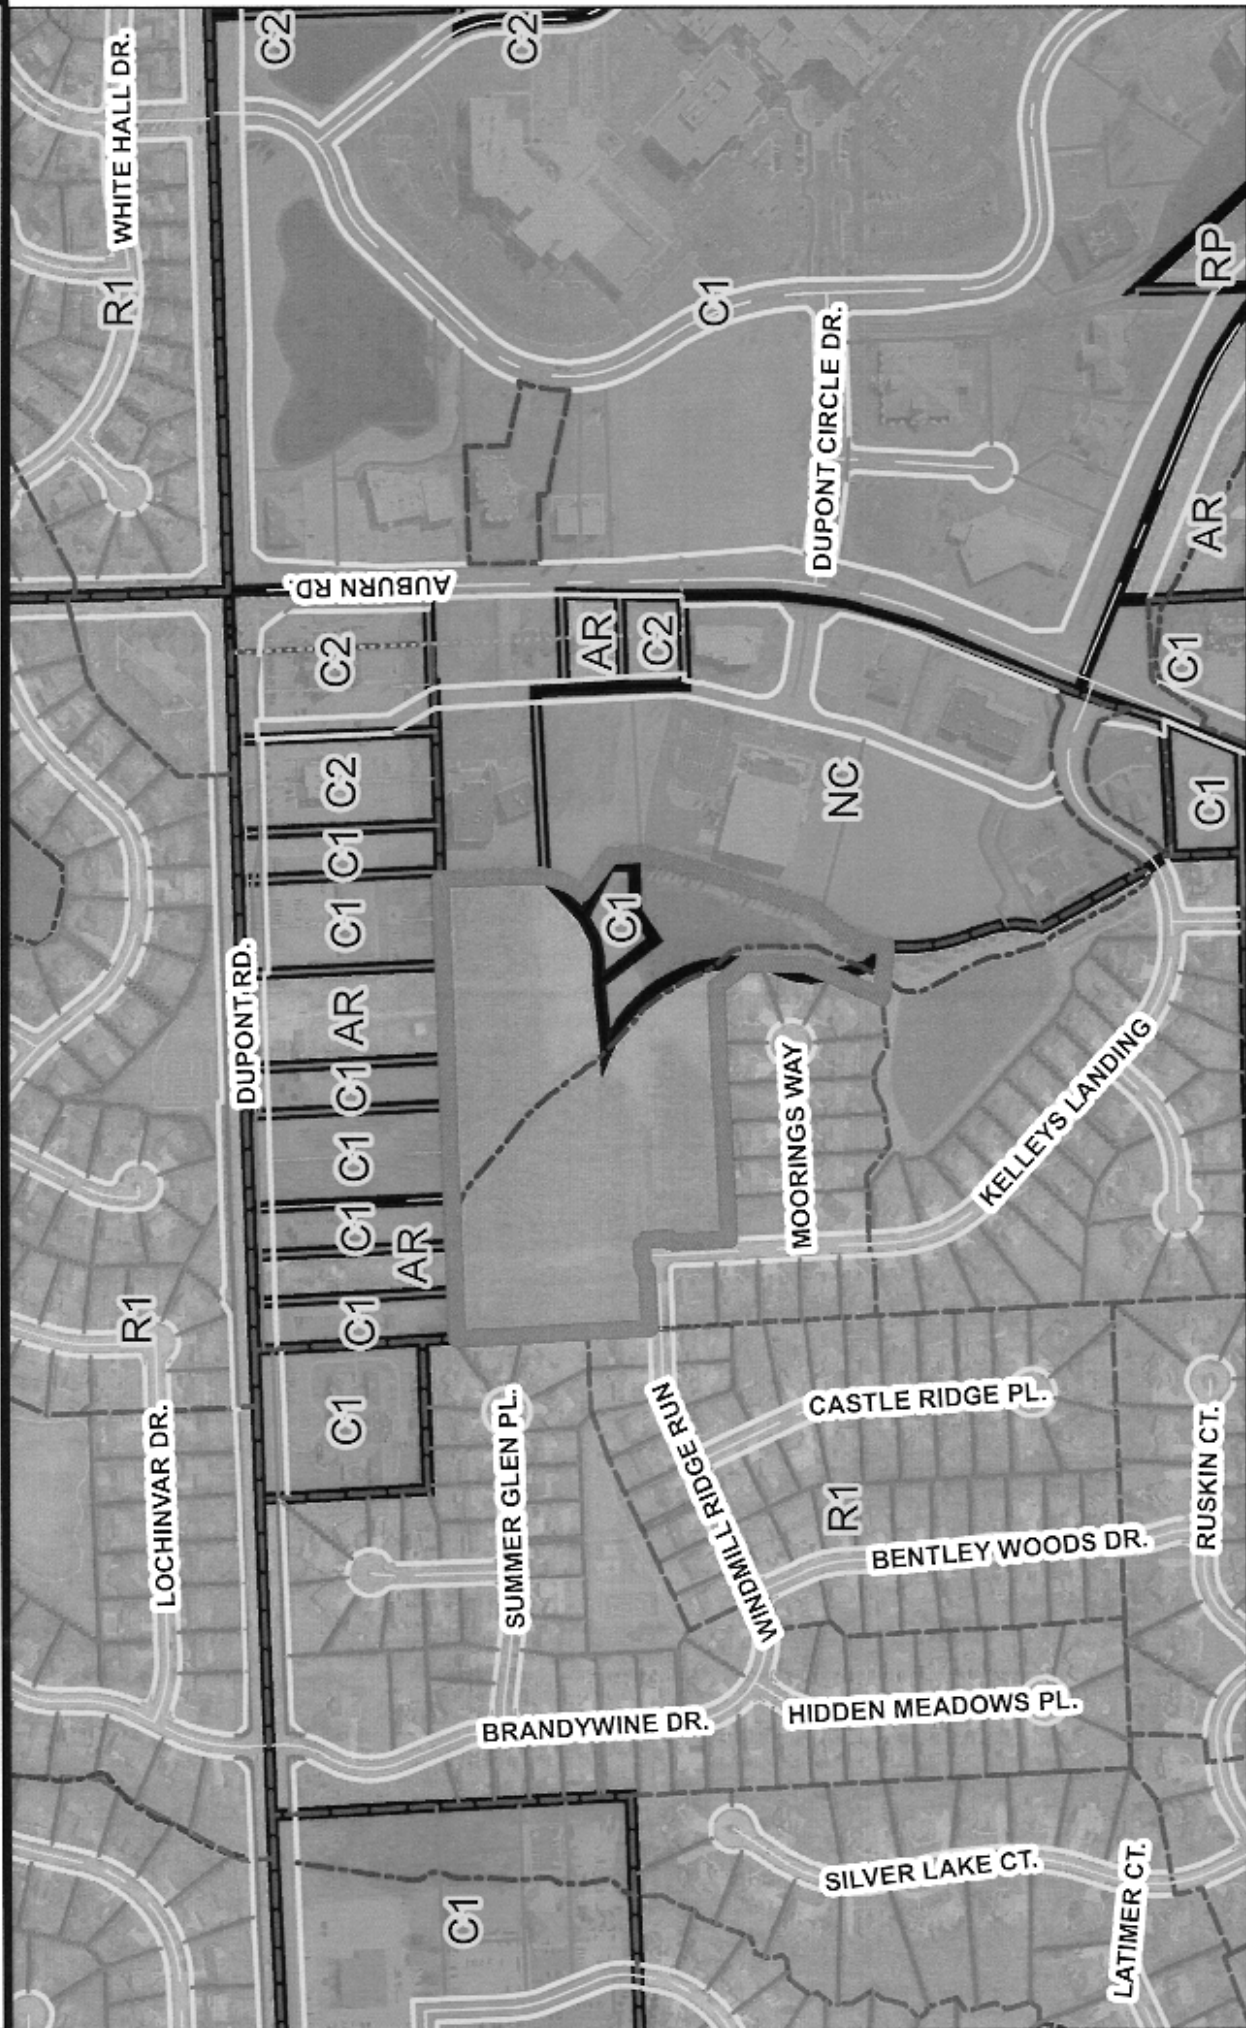 C2
C2
WHITE HALL DR.
R1
C1
RP
DUPONT CIRCLE DR.
AR
AUBURN RD.
C2
AR
C2
C1
C2
NC
C1
C1
C1
C1
DUPONT RD.
AR
C1
MOORINGS WAY
KELLEYS LANDING
C1
C1
AR
R1
C1
C1
LOCHINVAR DR.
SUMMER GLEN PL.
WINDMILL RIDGE RUN
CASTLE RIDGE PL.
R1
BENTLEY WOODS DR.
RUSKIN CT.
BRANDYWINE DR.
HIDDEN MEADOWS PL.
SILVER LAKE CT.
LATIMER CT.
C1